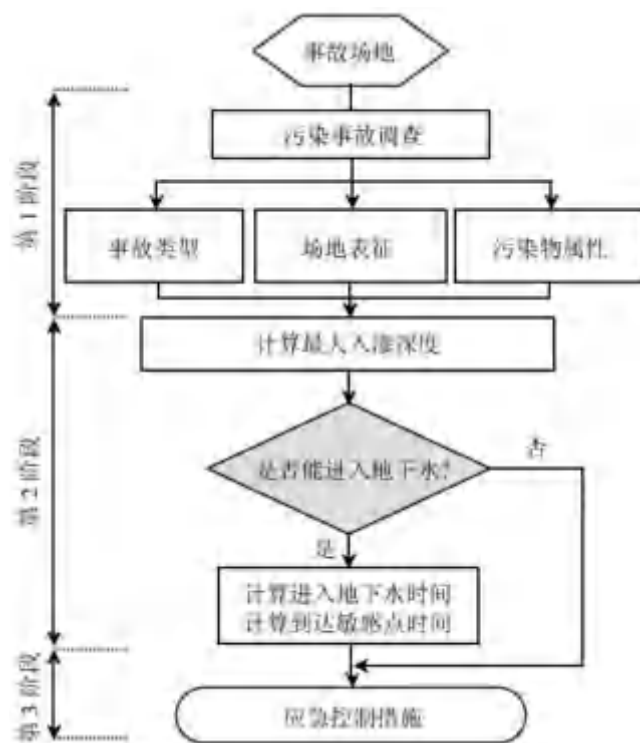 事故场地
第1阶段
污染事故调查
事故类型
场地表征
污染物属性
第2阶段
计算最大入渗深度
是否能进入地下水?
否
是
计算进入地下水时间
计算到达敏感点时间
第3阶段
应急控制措施